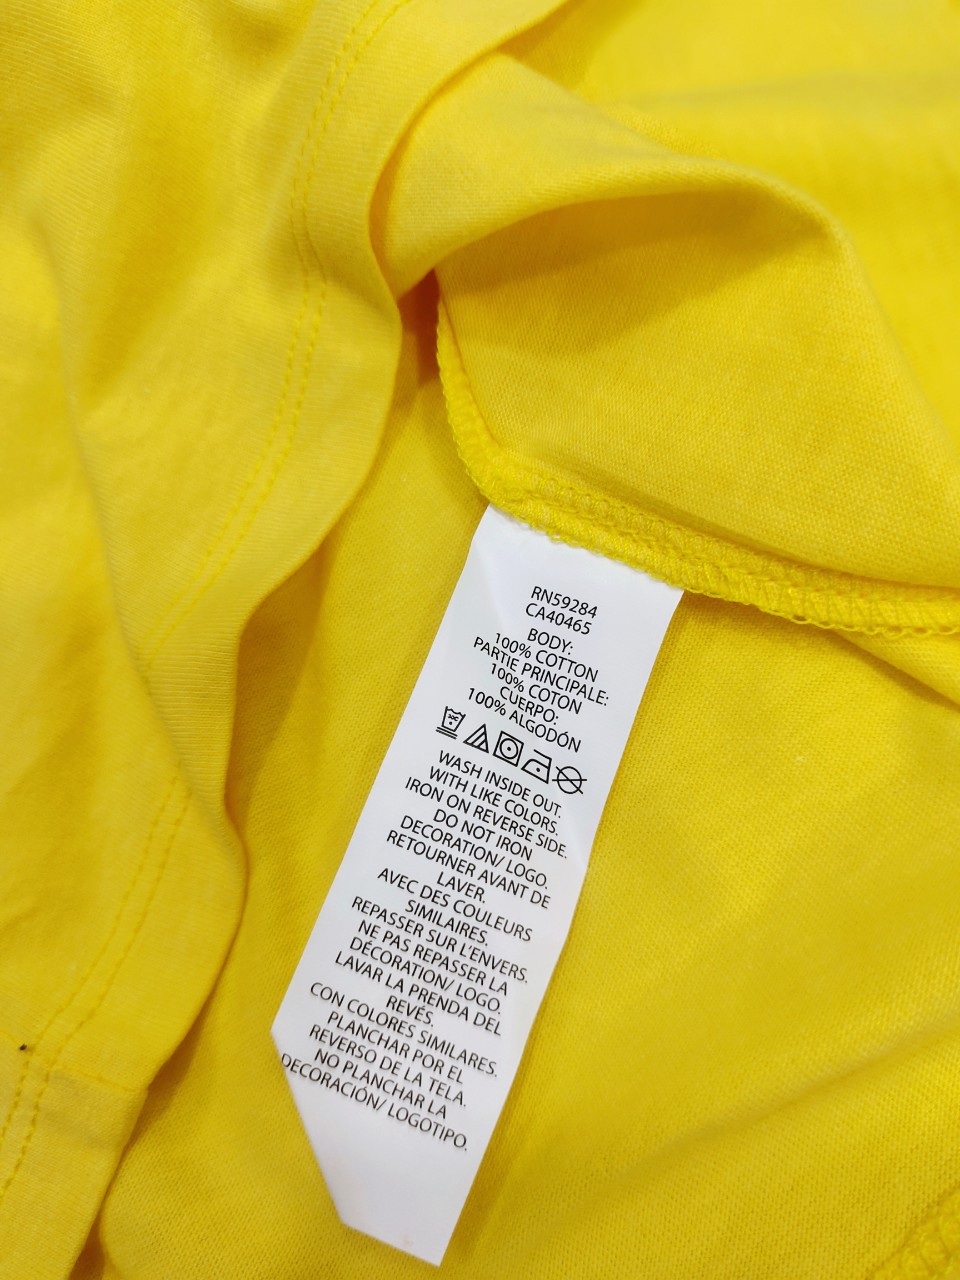 RN59284
CA40465
BODY:
100% COTTON
PARTIE PRINCIPALE:
100% COTON
CUERPO:
100% ALGODÓN
WASH INSIDE OUT.
WITH LIKE COLORS.
IRON ON REVERSE SIDE.
DO NOT IRON
DECORATION/ LOGO.
RETOURNER AVANT DE
LAVER.
AVEC DES COULEURS
SIMILAIRES.
REPASSER SUR L'ENVERS.
NE PAS REPASSER LA
DÉCORATION/ LOGO.
LAVAR LA PRENDA DEL
REVÉS.
CON COLORES SIMILARES.
PLANCHAR POR EL
REVERSO DE LA TELA.
NO PLANCHAR LA
DECORACIÓN/ LOGOTIPO.